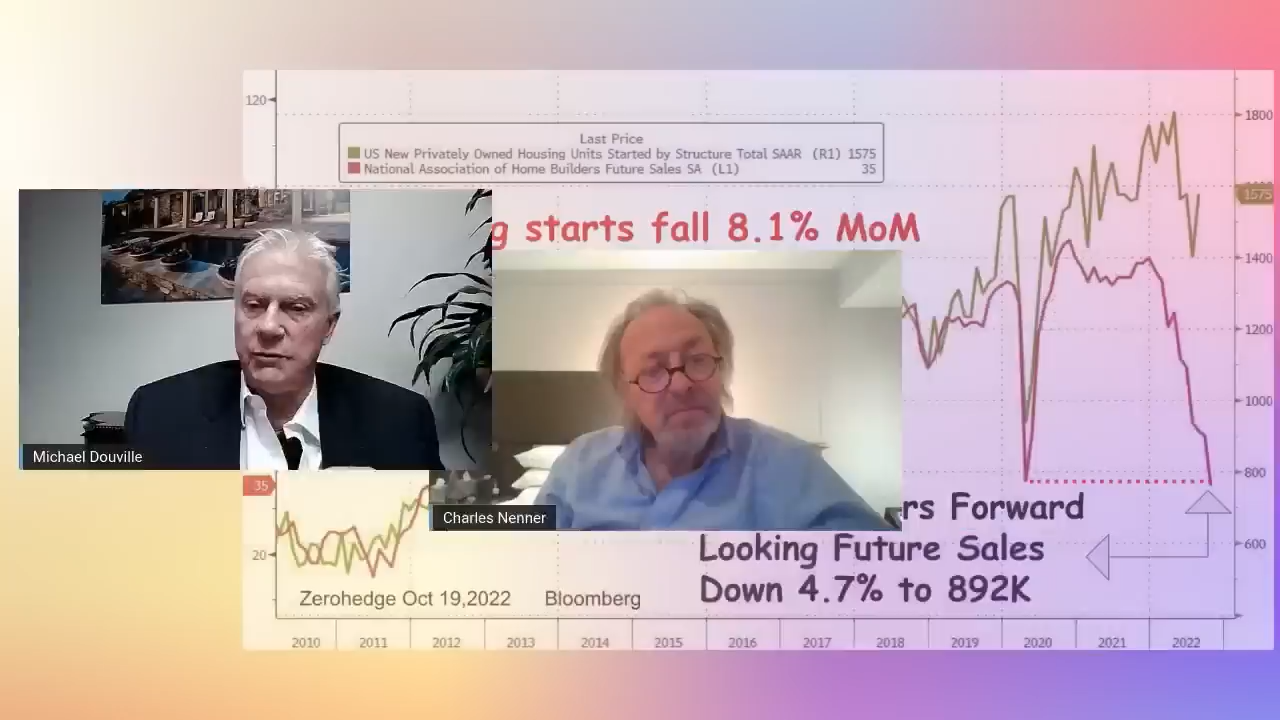 120
Last Price
US New Privately Owned Housing Units Started by Structure Total SAAR (R1) 1575
National Association of Home Builders Future Sales SA (L1) 35
1800
1575
g starts fall 8.1% MoM
1400
1200
1000
800
600
Michael Douville
35
Charles Nenner
rs Forward
Looking Future Sales
Down 4.7% to 892K
20
Zerohedge Oct 19,2022 Bloomberg
2010 2011 2012 2013 2014 2015 2016 2017 2018 2019 2020 2021 2022